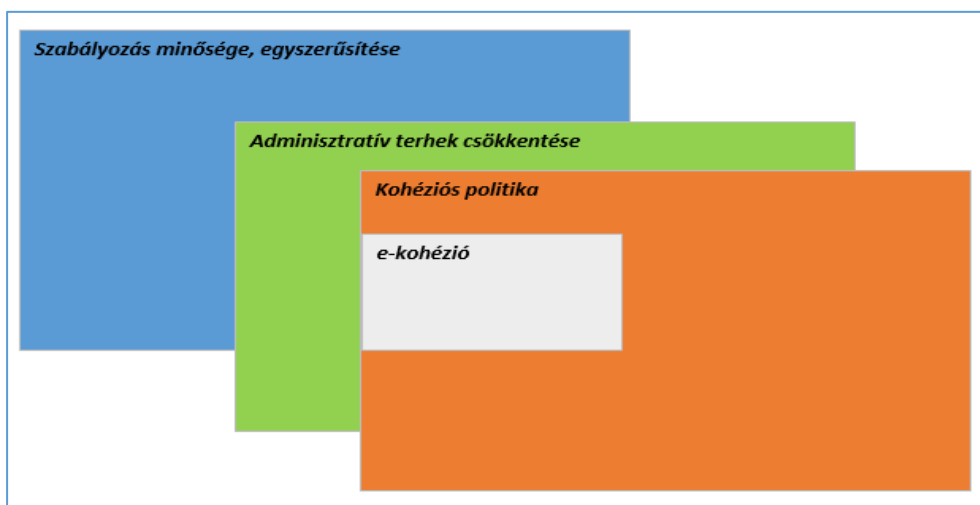 Szabályozás minősége, egyszerűsítése
Adminisztratív terhek csökkentése
Kohéziós politika
e-kohézió